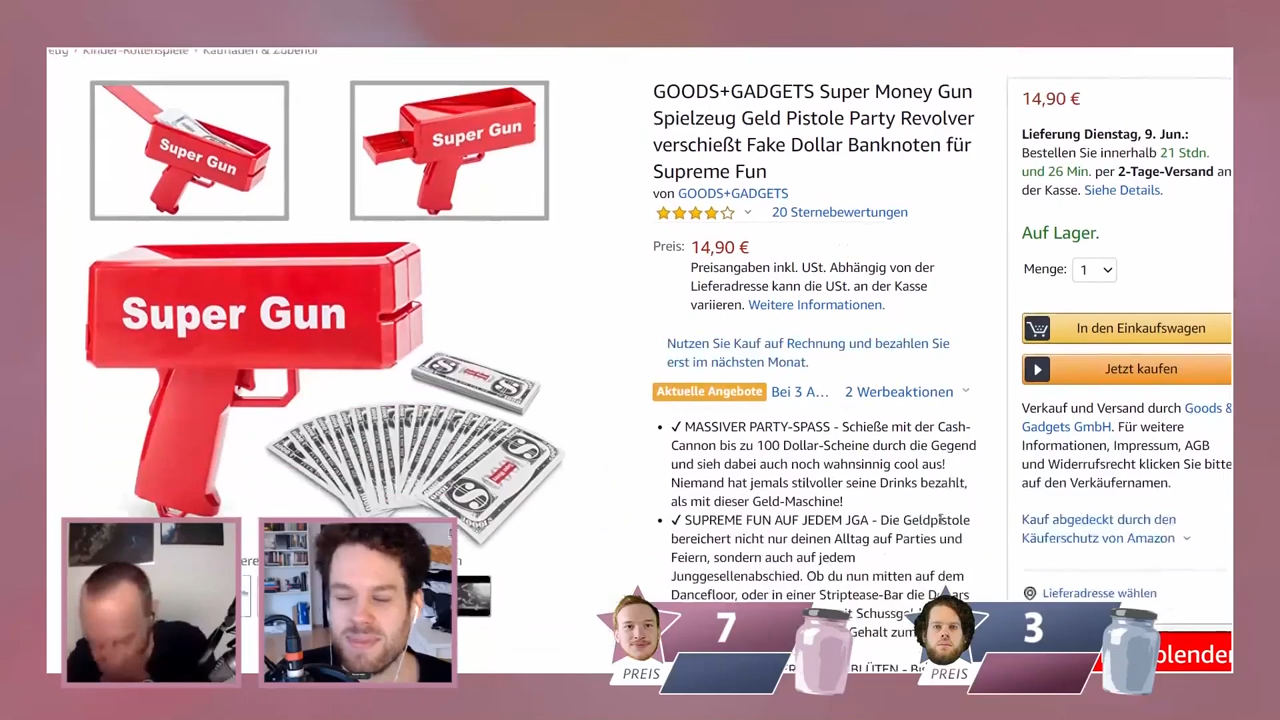 Kinder-Rollenspiele › Kaufladen & Zubehör
Super Gun
Super Gun
Super Gun
GOODS+GADGETS Super Money Gun
Spielzeug Geld Pistole Party Revolver
verschießt Fake Dollar Banknoten für
Supreme Fun
von GOODS+GADGETS
20 Sternebewertungen
Preis: 14,90 €
Preisangaben inkl. USt. Abhängig von der
Lieferadresse kann die USt. an der Kasse
variieren. Weitere Informationen.
Nutzen Sie Kauf auf Rechnung und bezahlen Sie
erst im nächsten Monat.
Aktuelle Angebote Bei 3 A... 2 Werbeaktionen
• ✓ MASSIVER PARTY-SPASS - Schieße mit der Cash-
Cannon bis zu 100 Dollar-Scheine durch die Gegend
und sieh dabei auch noch wahnsinnig cool aus!
Niemand hat jemals stilvoller seine Drinks bezahlt,
als mit dieser Geld-Maschine!
• ✓ SUPREME FUN AUF JEDEM JGA - Die Geldpistole
bereichert nicht nur deinen Alltag auf Parties und
Feiern, sondern auch auf jedem
Junggesellenabschied. Ob du nun mitten auf dem
Dancefloor, oder in einer Striptease-Bar die
Gehalt zum
14,90 €
Lieferung Dienstag, 9. Jun.:
Bestellen Sie innerhalb 21 Stdn.
und 26 Min. per 2-Tage-Versand an
der Kasse. Siehe Details.
Auf Lager.
Menge: 1
In den Einkaufswagen
Jetzt kaufen
Verkauf und Versand durch Goods &
Gadgets GmbH. Für weitere
Informationen, Impressum, AGB
und Widerrufsrecht klicken Sie bitte
auf den Verkäufernamen.
Kauf abgedeckt durch den
Käuferschutz von Amazon
Lieferadresse wählen
blenden
7
PREIS
3
PREIS